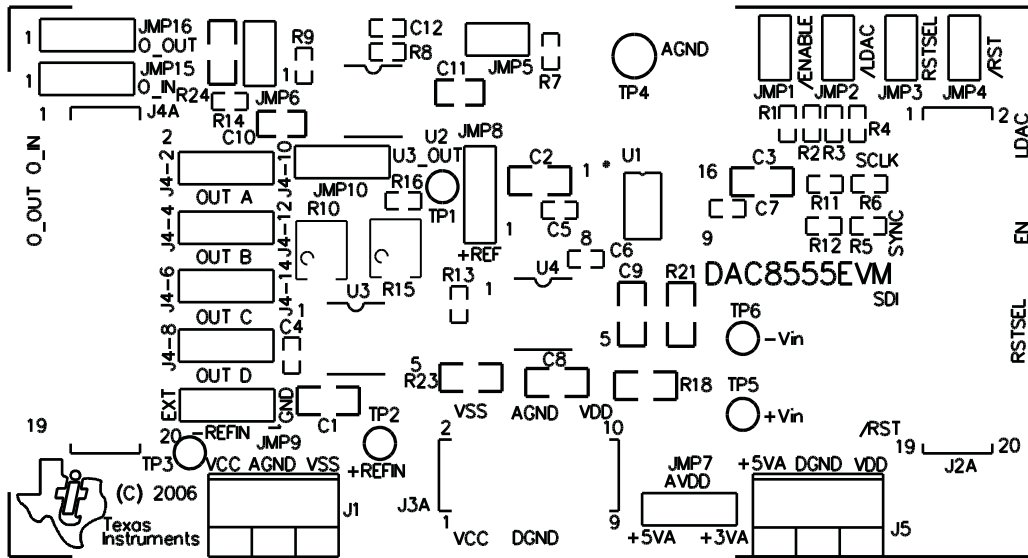 1 JMP16
O_OUT
1 JMP15
O_IN
R24
J4A
1
2
R14
C10
JMP6
1
R9
C12
R8
C11
JMP5
R7
TP4
AGND
JMP1
/ENABLE
JMP2
/LDAC
JMP3
RSTSEL
JMP4
/RST
R1
R2
R3
R4
1
2
LDAC
O_OUT O_IN
J4-2
J4-10
OUT A
J4-4
J4-12
OUT B
J4-6
J4-14
OUT C
J4-8
OUT D
EXT
GND
1
JMP10
U2
U3_OUT
JMP8
R16
TP1
R10
R15
U3
1
C4
+REF
1
R13
1
C2
C5
1
U1
16
8
C6
9
C3
C7
SCLK
R11
R6
R12
R5
SYNC
EN
U4
C9
R21
5
DAC8555EVM
SDI
RSTSEL
TP6
-Vin
TP5
+Vin
5
R23
C8
R18
VSS
AGND
VDD
19
20
-REFIN
JMP9
C1
TP2
+REFIN
TP3
VCC AGND VSS
J1
2
10
J3A
1
9
VCC
DGND
JMP7
AVDD
+5VA
+3VA
+5VA DGND VDD
J5
/RST
19
20
J2A
(C) 2006
Texas
Instruments